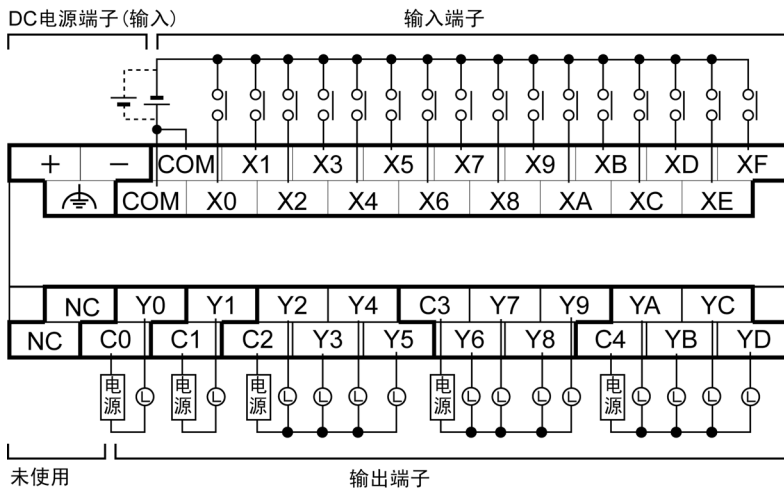 DC电源端子(输入) 输入端子
+ − COM X1 X3 X5 X7 X9 XB XD XF
COM X0 X2 X4 X6 X8 XA XC XE
NC Y0 Y1 Y2 Y4 C3 Y7 Y9 YA YC
NC C0 C1 C2 Y3 Y5 Y6 Y8 C4 YB YD
电源 L 电源 L 电源 L L L L 电源 L L L L 电源 L L L L
未使用 输出端子